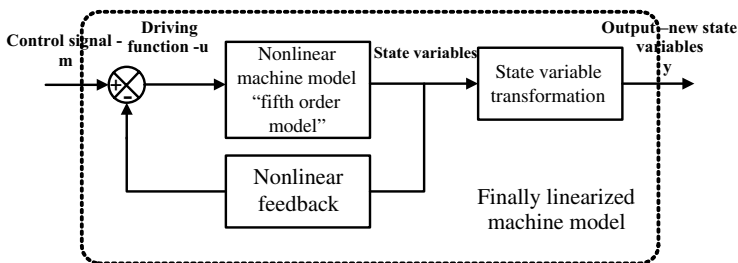 Control signal -
m
Driving
function -u
+
-
Nonlinear
machine model
“fifth order
model”
State variables
State variable
transformation
Output–new state
variables
y
Nonlinear
feedback
Finally linearized
machine model